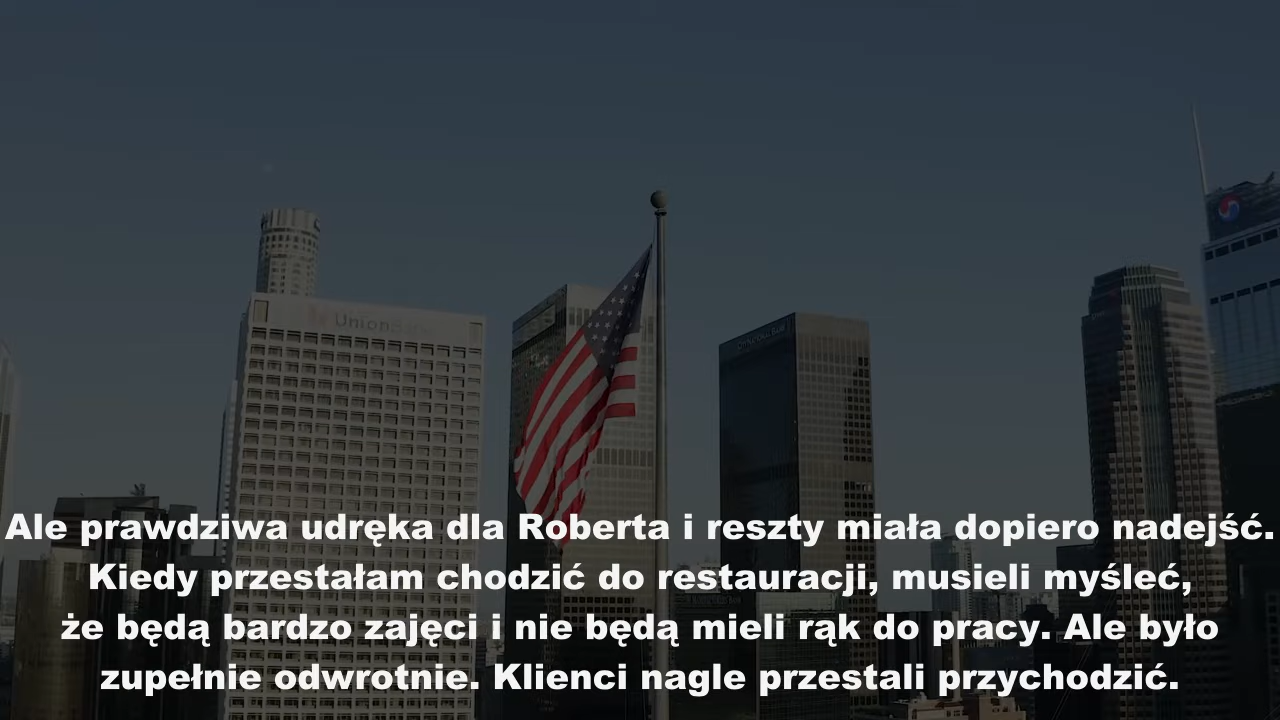 UnionBank
Ale prawdziwa udręka dla Roberta i reszty miała dopiero nadejść.
Kiedy przestałam chodzić do restauracji, musieli myśleć,
że będą bardzo zajęci i nie będą mieli rąk do pracy. Ale było
zupełnie odwrotnie. Klienci nagle przestali przychodzić.